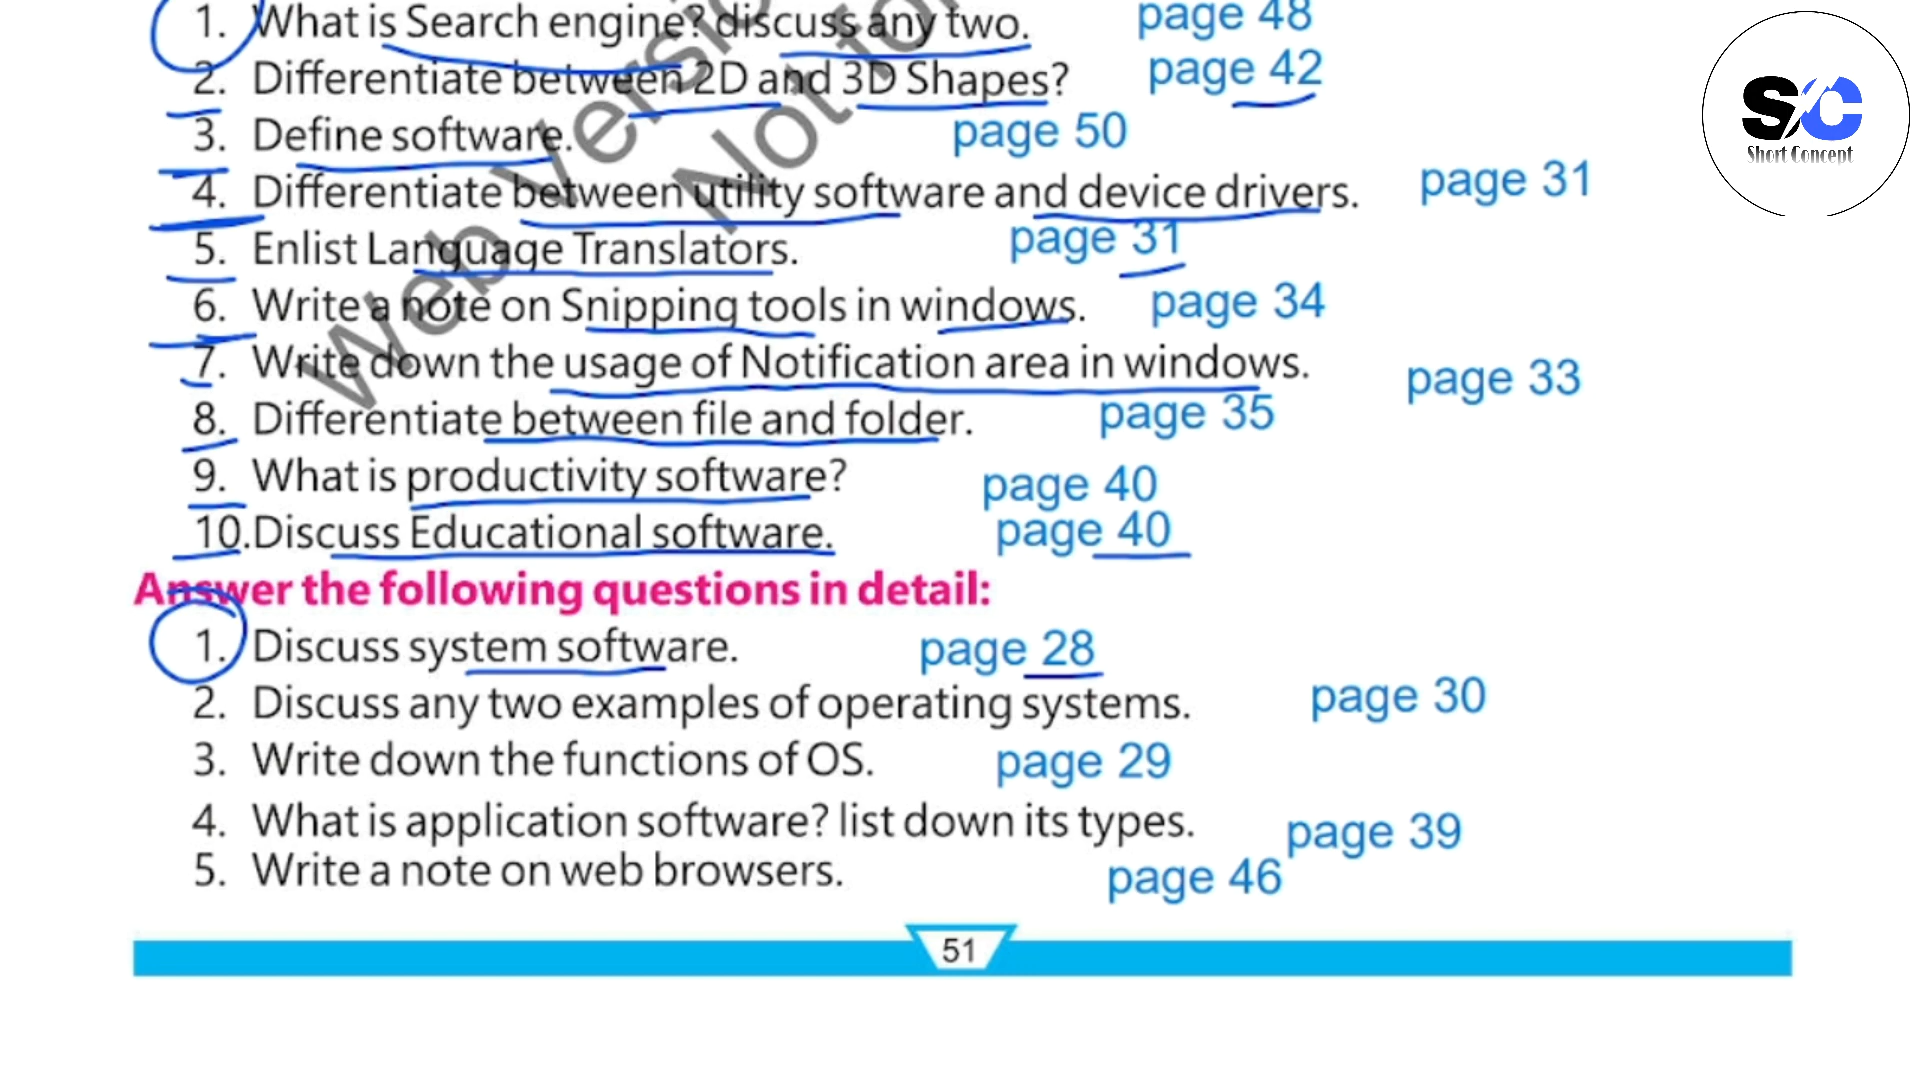 1. What is Search engine? discuss any two. page 48
2. Differentiate between 2D and 3D Shapes? page 42
3. Define software. page 50
4. Differentiate between utility software and device drivers. page 31
5. Enlist Language Translators. page 31
6. Write a note on Snipping tools in windows. page 34
7. Write down the usage of Notification area in windows. page 33
8. Differentiate between file and folder. page 35
9. What is productivity software? page 40
10.Discuss Educational software. page 40
Answer the following questions in detail:
1. Discuss system software. page 28
2. Discuss any two examples of operating systems. page 30
3. Write down the functions of OS. page 29
4. What is application software? list down its types. page 39
5. Write a note on web browsers. page 46
51
SC
Short Concept
Web Versio
Not fo